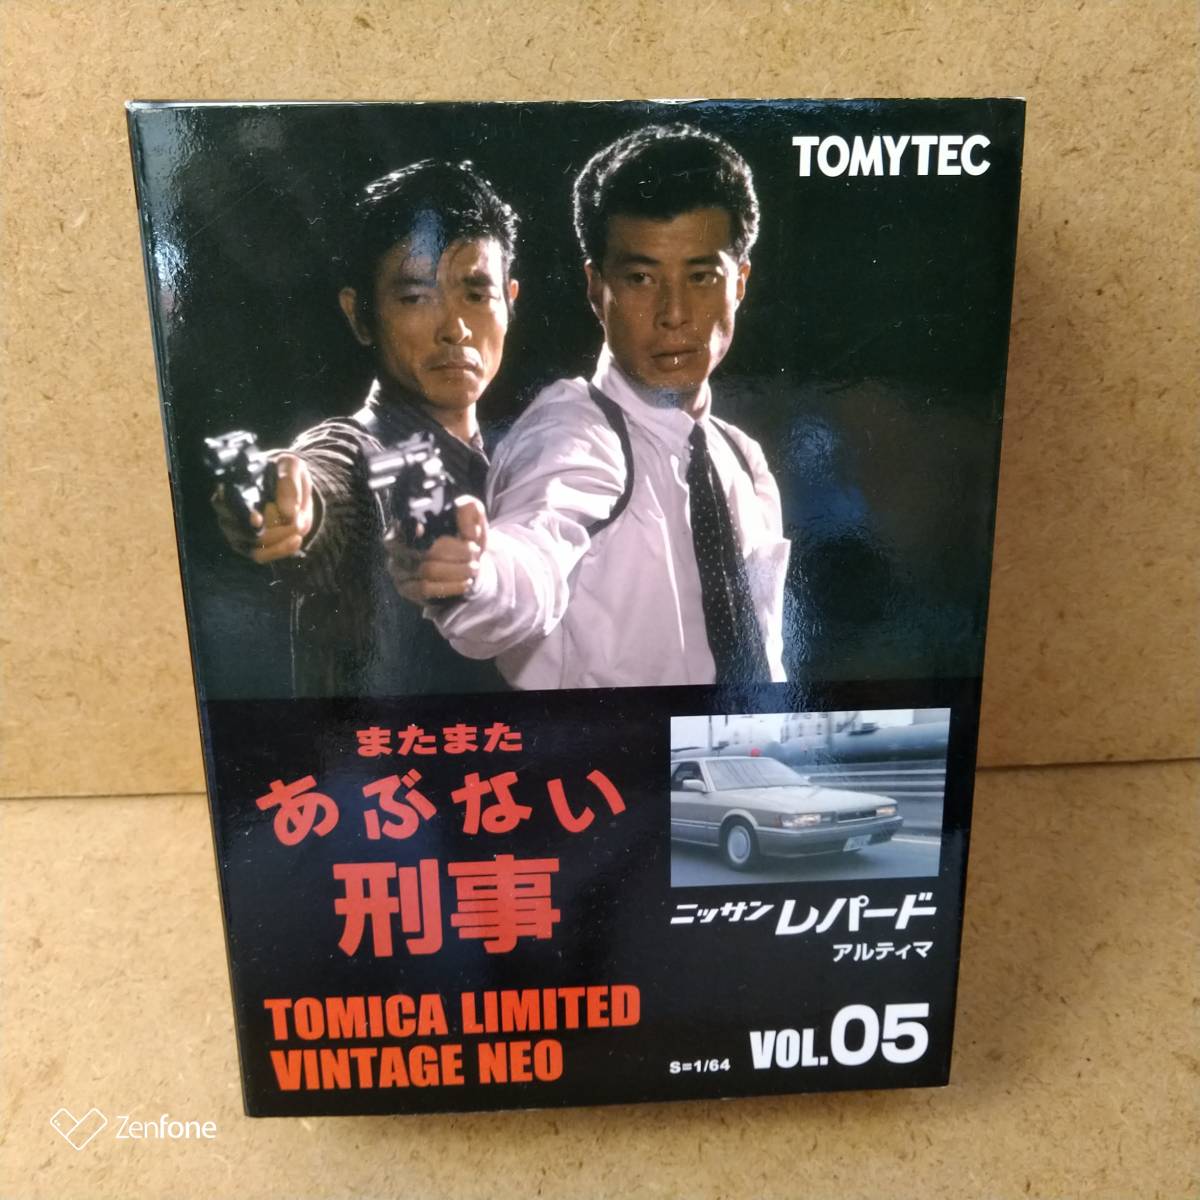 TOMYTEC
またまた
あぶない
刑事
ニッサン レパード
アルティマ
TOMICA LIMITED
VINTAGE NEO
S=1/64 VOL.05
Zenfone